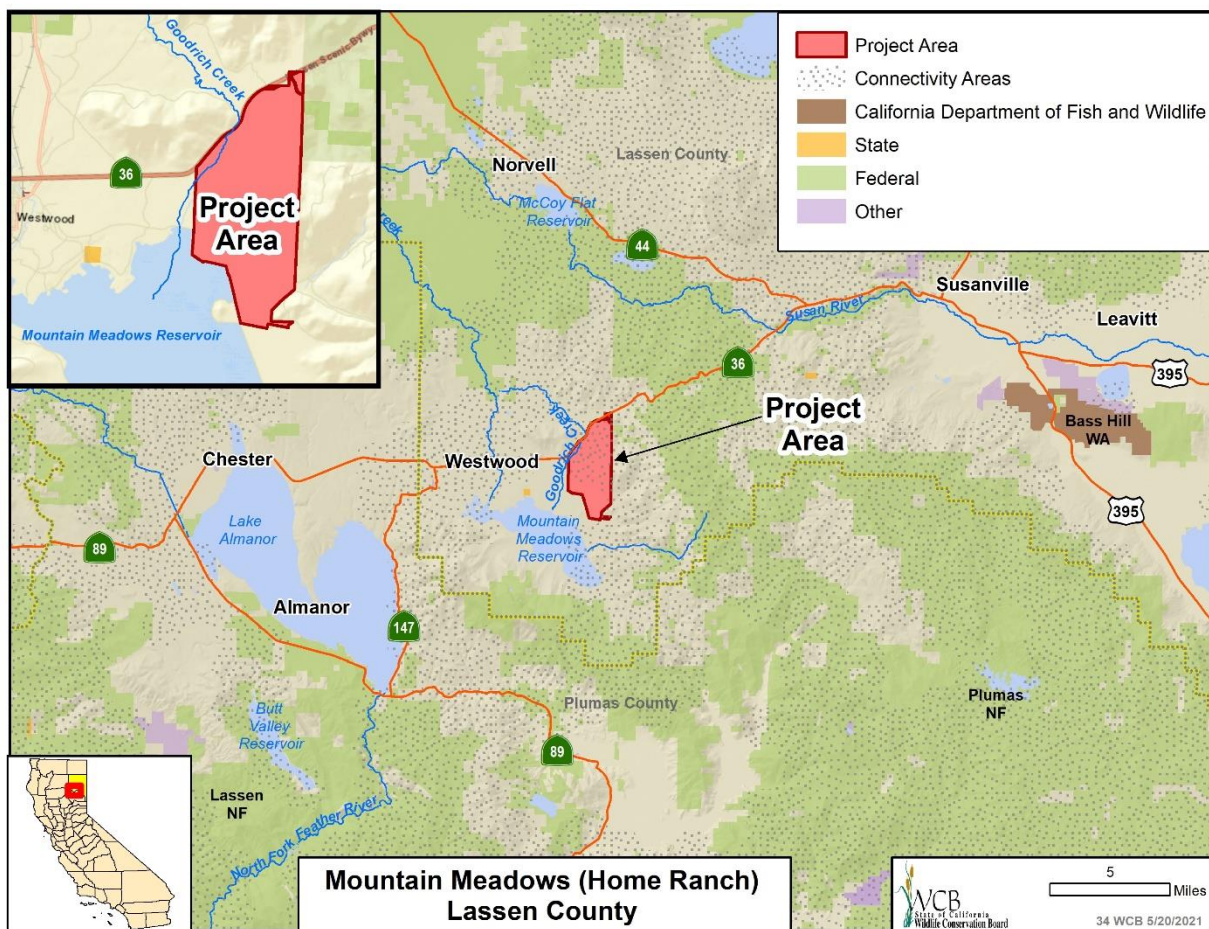 Goodrich Creek
Scenic Byway
36
Westwood
Project
Area
Mountain Meadows Reservoir
Project Area
Connectivity Areas
California Department of Fish and Wildlife
State
Federal
Other
Norvell
Lassen County
McCoy Flat
Reservoir
44
Creek
Susanville
Susan River
Leavitt
395
36
Project
Area
Bass Hill
WA
Chester
Westwood
Goodrich Creek
395
Lake
Almanor
Mountain
Meadows
Reservoir
89
Almanor
147
Plumas
NF
Plumas County
Butt
Valley
Reservoir
89
Lassen
NF
North Fork Feather River
Mountain Meadows (Home Ranch)
Lassen County
WCB
State of California
Wildlife Conservation Board
5
Miles
34 WCB 5/20/2021